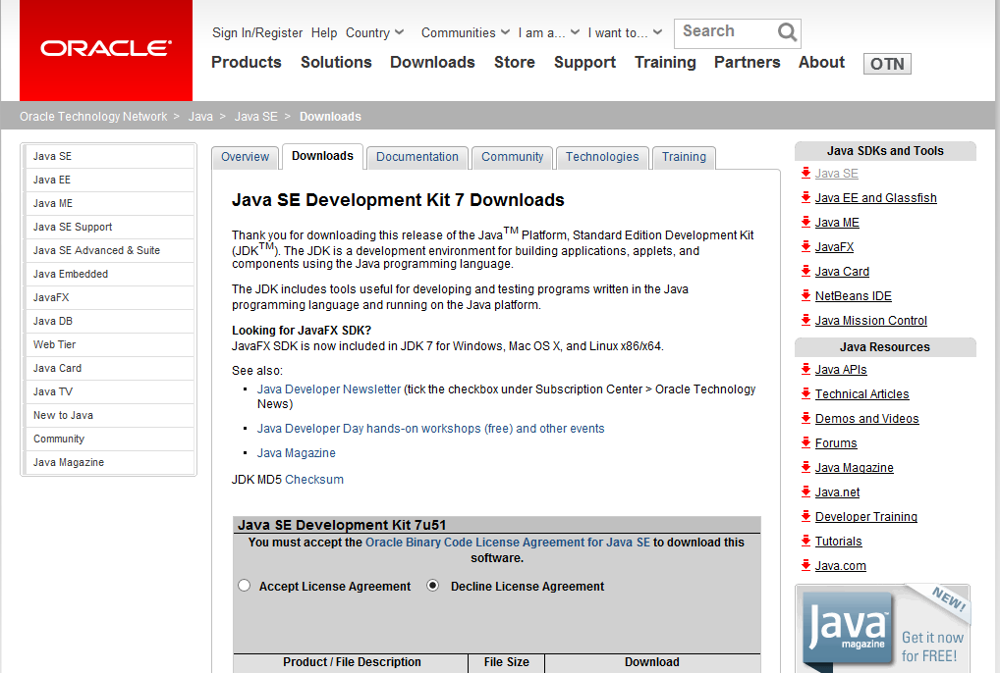 ORACLE
Sign In/Register Help Country Communities I am a... I want to... Search
Products Solutions Downloads Store Support Training Partners About OTN
Oracle Technology Network > Java > Java SE > Downloads
Java SE
Java EE
Java ME
Java SE Support
Java SE Advanced & Suite
Java Embedded
JavaFX
Java DB
Web Tier
Java Card
Java TV
New to Java
Community
Java Magazine
Overview Downloads Documentation Community Technologies Training
Java SE Development Kit 7 Downloads
Thank you for downloading this release of the Java™ Platform, Standard Edition Development Kit
(JDK™). The JDK is a development environment for building applications, applets, and
components using the Java programming language.
The JDK includes tools useful for developing and testing programs written in the Java
programming language and running on the Java platform.
Looking for JavaFX SDK?
JavaFX SDK is now included in JDK 7 for Windows, Mac OS X, and Linux x86/x64.
See also:
Java Developer Newsletter (tick the checkbox under Subscription Center > Oracle Technology
News)
Java Developer Day hands-on workshops (free) and other events
Java Magazine
JDK MD5 Checksum
Java SE Development Kit 7u51
You must accept the Oracle Binary Code License Agreement for Java SE to download this
software.
Accept License Agreement Decline License Agreement
Product / File Description File Size Download
Java SDKs and Tools
Java SE
Java EE and Glassfish
Java ME
JavaFX
Java Card
NetBeans IDE
Java Mission Control
Java Resources
Java APIs
Technical Articles
Demos and Videos
Forums
Java Magazine
Java.net
Developer Training
Tutorials
Java.com
NEW!
Java™
magazine
Get it now
for FREE!